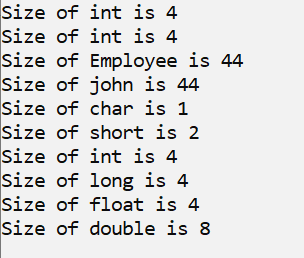 Size of int is 4
Size of int is 4
Size of Employee is 44
Size of john is 44
Size of char is 1
Size of short is 2
Size of int is 4
Size of long is 4
Size of float is 4
Size of double is 8